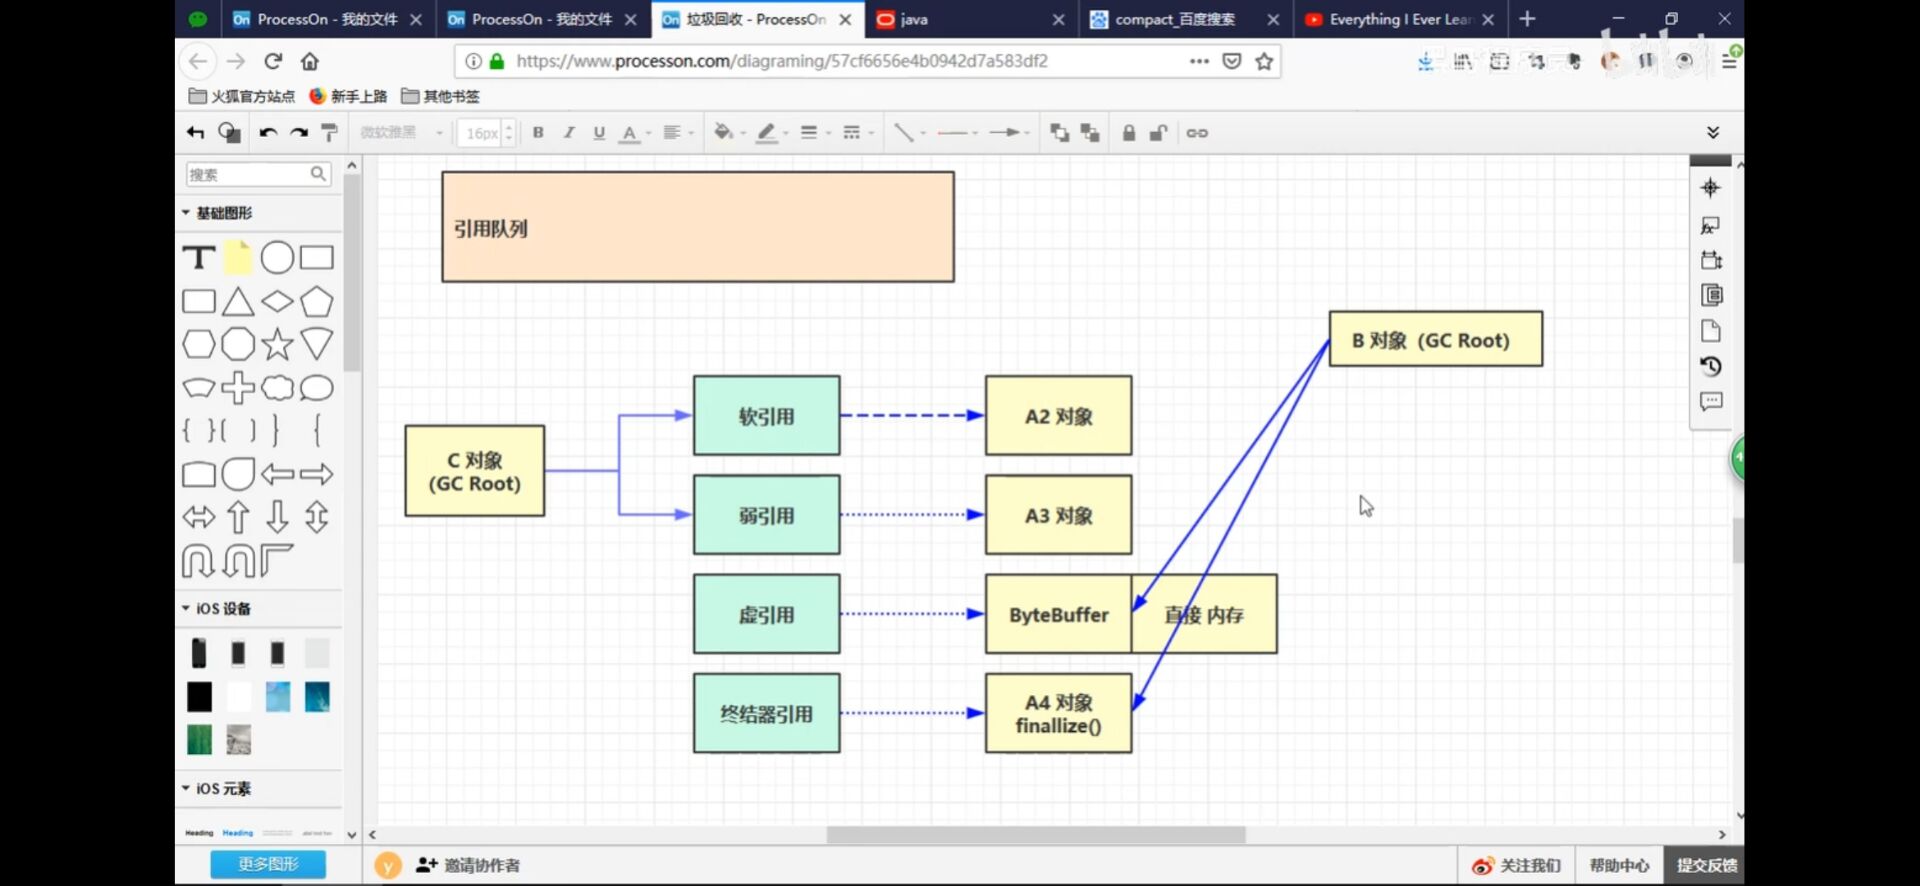 ProcessOn - 我的文件
ProcessOn - 我的文件
垃圾回收 - ProcessOn
java
compact_百度搜索
Everything I Ever Lear
https://www.processon.com/diagraming/57cf6656e4b0942d7a583df2
火狐官方站点
新手上路
其他书签
微软雅黑
16px
B
I
U
A
搜索
基础图形
iOS 设备
iOS 元素
Heading
Heading
更多图形
引用队列
B 对象（GC Root）
C 对象
(GC Root)
软引用
A2 对象
弱引用
A3 对象
虚引用
ByteBuffer
直接 内存
终结器引用
A4 对象
finallize()
y
邀请协作者
关注我们
帮助中心
提交反馈